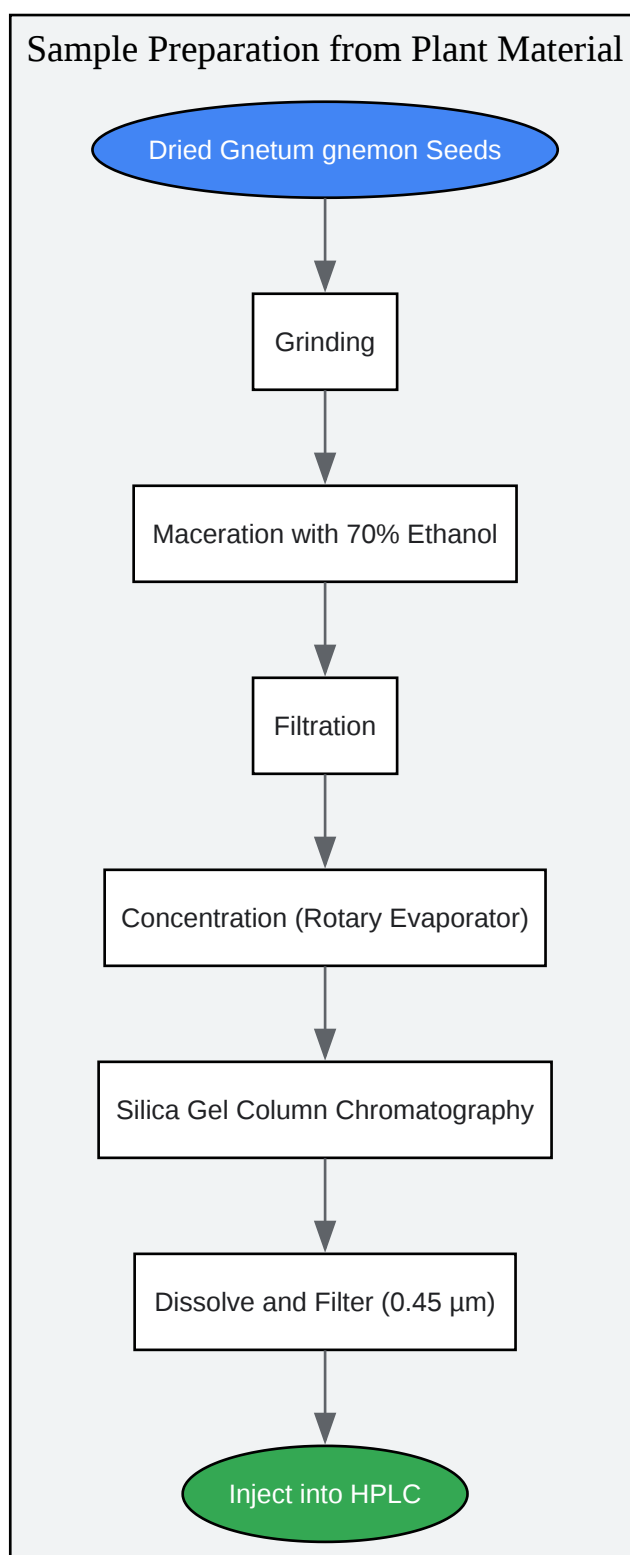 Sample Preparation from Plant Material
Dried Gnetum gnemon Seeds
Grinding
Maceration with 70% Ethanol
Filtration
Concentration (Rotary Evaporator)
Silica Gel Column Chromatography
Dissolve and Filter (0.45 µm)
Inject into HPLC